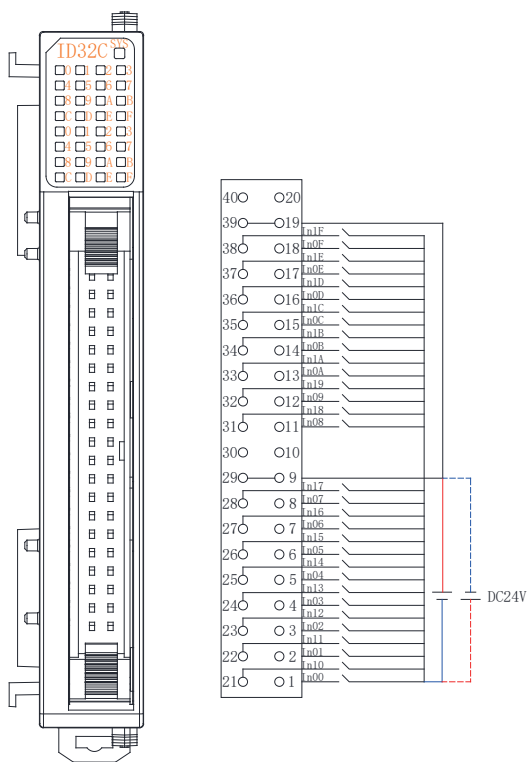 ID32C SYS
0 1 2 3
4 5 6 7
8 9 A B
C D E F
0 1 2 3
4 5 6 7
8 9 A B
C D E F
40 20
39 19
In1F
38 18 In0F
In1E
37 17 In0E
In1D
36 16 In0D
In1C
35 15 In0C
In1B
34 14 In0B
In1A
33 13 In0A
In19
32 12 In09
In18
31 11 In08
30 10
29 9
In17
28 8 In07
In16
27 7 In06
In15
26 6 In05
In14
25 5 In04
In13
24 4 In03
In12
23 3 In02
In11
22 2 In01
In10
21 1 In00
DC24V